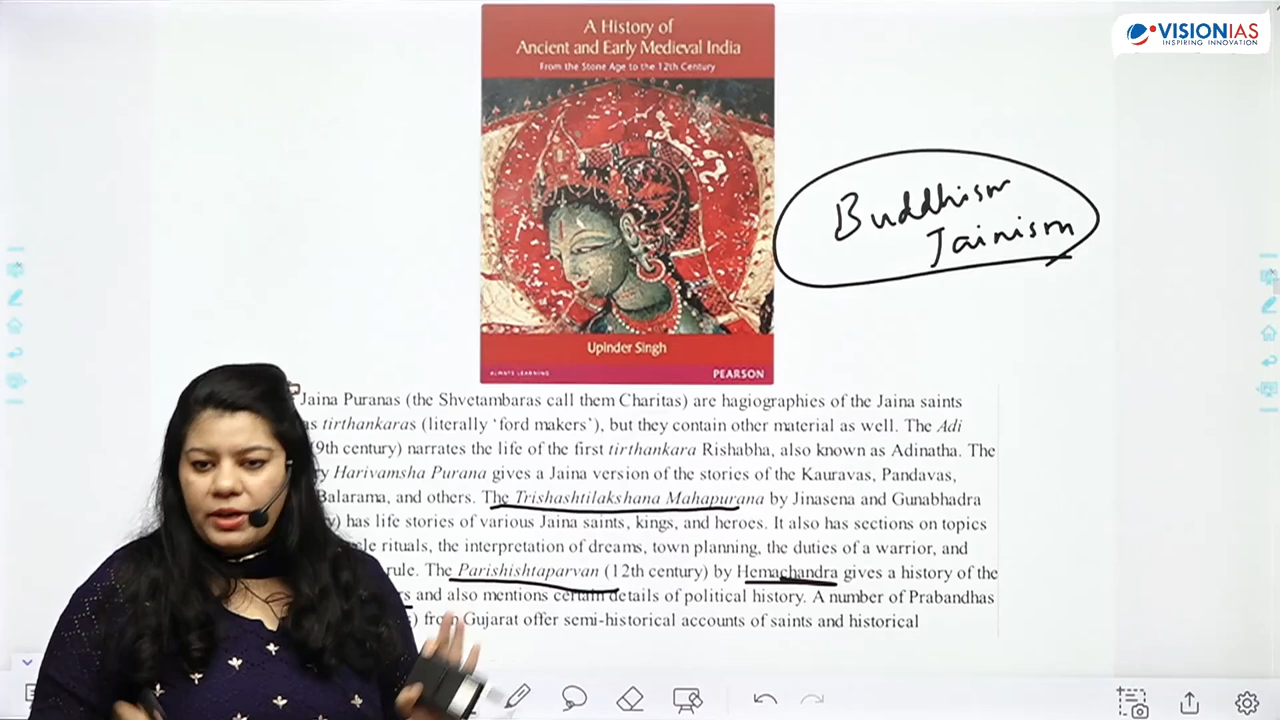 A History of
Ancient and Early Medieval India
From the Stone Age to the 12th Century
VISIONIAS
INSPIRING INNOVATION
Buddhism
Jainism
Upinder Singh
ALWAYS LEARNING
PEARSON
Jaina Puranas (the Shvetambaras call them Charitas) are hagiographies of the Jaina saints
tirthankaras (literally ‘ford makers’), but they contain other material as well. The Adi
(9th century) narrates the life of the first tirthankara Rishabha, also known as Adinatha. The
Harivamsha Purana gives a Jaina version of the stories of the Kauravas, Pandavas,
Balarama, and others. The Trishashtilakshana Mahapurana by Jinasena and Gunabhadra
) has life stories of various Jaina saints, kings, and heroes. It also has sections on topics
rituals, the interpretation of dreams, town planning, the duties of a warrior, and
rule. The Parishishtaparvan (12th century) by Hemachandra gives a history of the
and also mentions certain details of political history. A number of Prabandhas
) from Gujarat offer semi-historical accounts of saints and historical